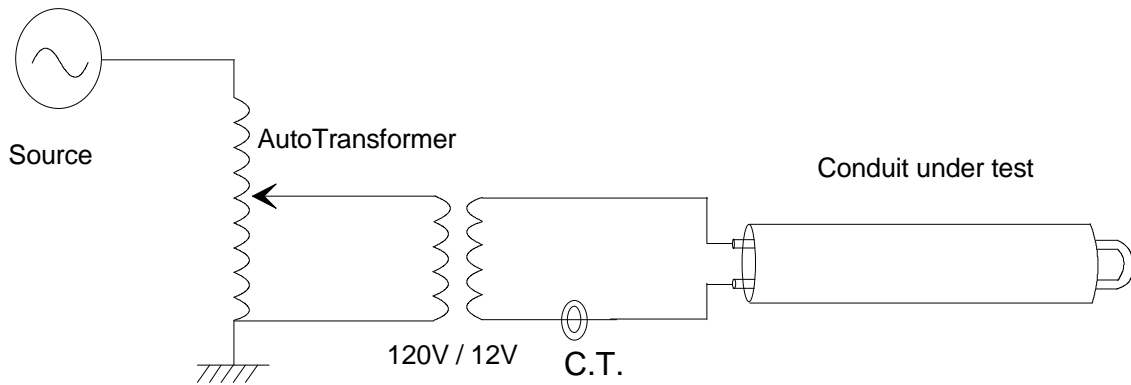 Source
AutoTransformer
Conduit under test
120V / 12V
C.T.